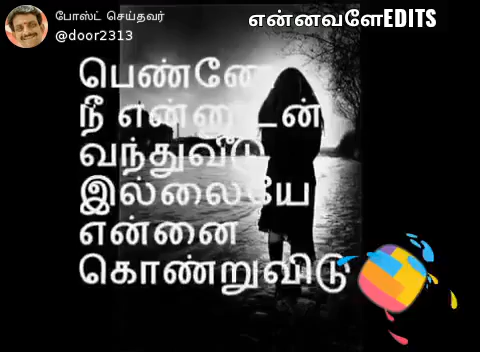 போஸ்ட் செய்தவர்
@door2313
என்னவளேEDITS
பெண்ணே
நீ என்னுடன்
வந்துவிடு
இல்லையே
என்னை
கொண்றுவிடு